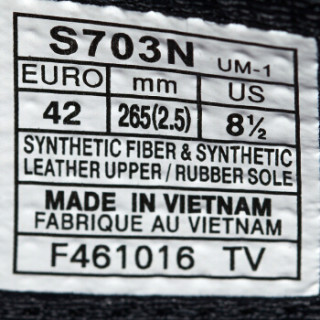 S703N UM-1
EURO mm US
42 265(2.5) 8½
SYNTHETIC FIBER & SYNTHETIC
LEATHER UPPER / RUBBER SOLE
MADE IN VIETNAM
FABRIQUE AU VIETNAM
F461016 TV